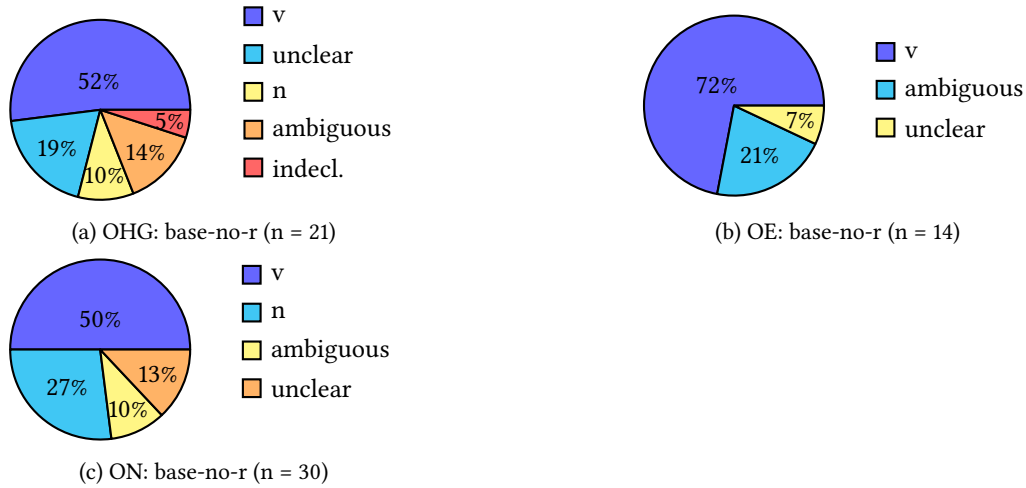 52%
19%
10%
14%
5%
v
unclear
n
ambiguous
indecl.
(a) OHG: base-no-r (n = 21)
72%
21%
7%
v
ambiguous
unclear
(b) OE: base-no-r (n = 14)
50%
27%
10%
13%
v
n
ambiguous
unclear
(c) ON: base-no-r (n = 30)